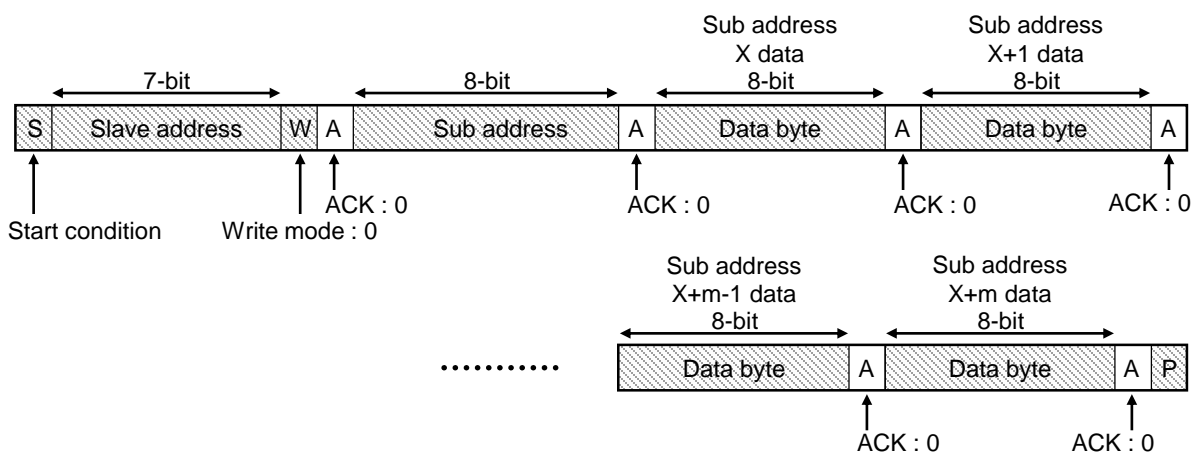 Sub address
X data
Sub address
X+1 data
7-bit
8-bit
8-bit
8-bit
S Slave address W A Sub address A Data byte A Data byte A
ACK : 0 ACK : 0 ACK : 0 ACK : 0
Start condition Write mode : 0
Sub address
X+m-1 data
Sub address
X+m data
8-bit
8-bit
Data byte A Data byte A P
ACK : 0 ACK : 0